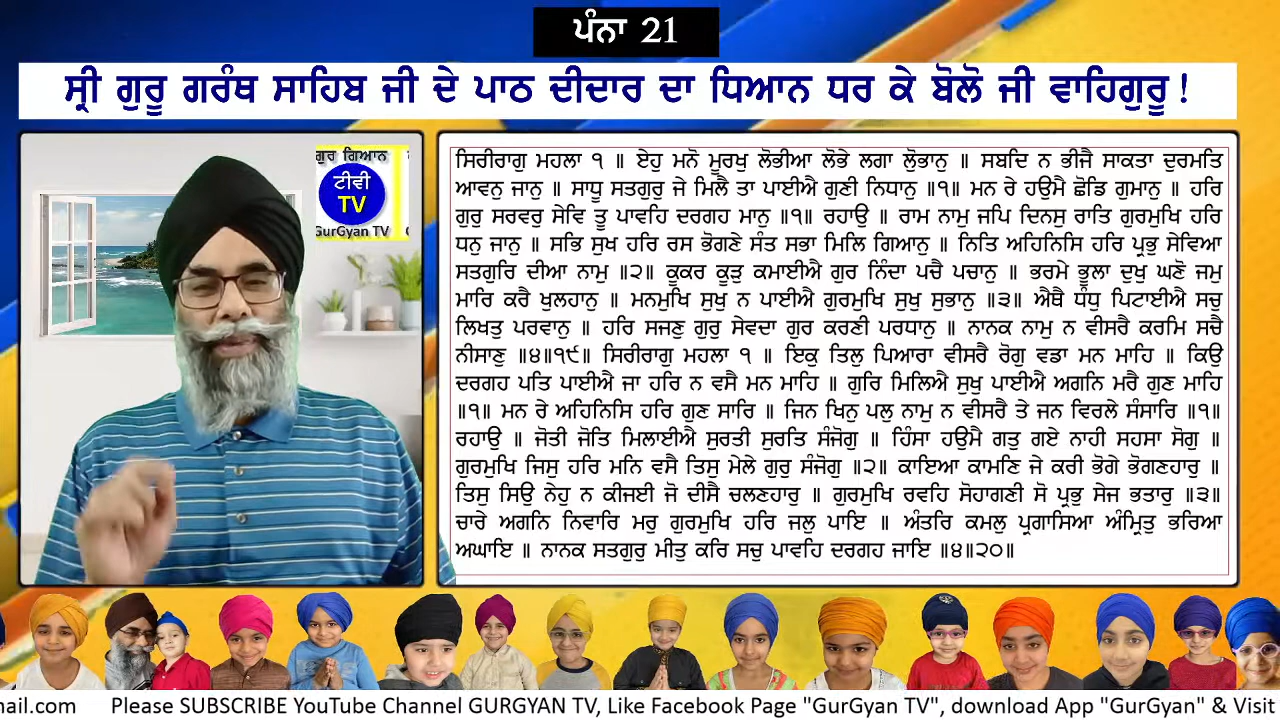 ਪੰਨਾ 21
ਸ੍ਰੀ ਗੁਰੂ ਗਰੰਥ ਸਾਹਿਬ ਜੀ ਦੇ ਪਾਠ ਦੀਦਾਰ ਦਾ ਧਿਆਨ ਧਰ ਕੇ ਬੋਲੋ ਜੀ ਵਾਹਿਗੁਰੂ!
ਗੁਰ ਗਿਆਨ
ਟੀਵੀ
TV
GurGyan TV
ਸਿਰੀਰਾਗੁ ਮਹਲਾ ੧ ॥ ਏਹੁ ਮਨੋ ਮੂਰਖੁ ਲੋਭੀਆ ਲੋਭੇ ਲਗਾ ਲੋੁਭਾਨੁ ॥ ਸਬਦਿ ਨ ਭੀਜੈ ਸਾਕਤਾ ਦੁਰਮਤਿ
ਆਵਨੁ ਜਾਨੁ ॥ ਸਾਧੂ ਸਤਗੁਰੁ ਜੇ ਮਿਲੈ ਤਾ ਪਾਈਐ ਗੁਣੀ ਨਿਧਾਨੁ ॥੧॥ ਮਨ ਰੇ ਹਉਮੈ ਛੋਡਿ ਗੁਮਾਨੁ ॥ ਹਰਿ
ਗੁਰੁ ਸਰਵਰੁ ਸੇਵਿ ਤੂ ਪਾਵਹਿ ਦਰਗਹ ਮਾਨੁ ॥੧॥ ਰਹਾਉ ॥ ਰਾਮ ਨਾਮੁ ਜਪਿ ਦਿਨਸੁ ਰਾਤਿ ਗੁਰਮੁਖਿ ਹਰਿ
ਧਨੁ ਜਾਨੁ ॥ ਸਭਿ ਸੁਖ ਹਰਿ ਰਸ ਭੋਗਣੇ ਸੰਤ ਸਭਾ ਮਿਲਿ ਗਿਆਨੁ ॥ ਨਿਤਿ ਅਹਿਨਿਸਿ ਹਰਿ ਪ੍ਰਭੁ ਸੇਵਿਆ
ਸਤਗੁਰਿ ਦੀਆ ਨਾਮੁ ॥੨॥ ਕੂਕਰ ਕੂੜੁ ਕਮਾਈਐ ਗੁਰ ਨਿੰਦਾ ਪਚੈ ਪਚਾਨੁ ॥ ਭਰਮੇ ਭੂਲਾ ਦੁਖੁ ਘਣੋ ਜਮੁ
ਮਾਰਿ ਕਰੈ ਖੁਲਹਾਨੁ ॥ ਮਨਮੁਖਿ ਸੁਖੁ ਨ ਪਾਈਐ ਗੁਰਮੁਖਿ ਸੁਖੁ ਸੁਭਾਨੁ ॥੩॥ ਐਥੈ ਧੰਧੁ ਪਿਟਾਈਐ ਸਚੁ
ਲਿਖਤੁ ਪਰਵਾਨੁ ॥ ਹਰਿ ਸਜਣੁ ਗੁਰੁ ਸੇਵਦਾ ਗੁਰ ਕਰਣੀ ਪਰਧਾਨੁ ॥ ਨਾਨਕ ਨਾਮੁ ਨ ਵੀਸਰੈ ਕਰਮਿ ਸਚੈ
ਨੀਸਾਣੁ ॥੪॥੧੯॥ ਸਿਰੀਰਾਗੁ ਮਹਲਾ ੧ ॥ ਇਕੁ ਤਿਲੁ ਪਿਆਰਾ ਵੀਸਰੈ ਰੋਗੁ ਵਡਾ ਮਨ ਮਾਹਿ ॥ ਕਿਉ
ਦਰਗਹ ਪਤਿ ਪਾਈਐ ਜਾ ਹਰਿ ਨ ਵਸੈ ਮਨ ਮਾਹਿ ॥ ਗੁਰਿ ਮਿਲਿਐ ਸੁਖੁ ਪਾਈਐ ਅਗਨਿ ਮਰੈ ਗੁਣ ਮਾਹਿ
॥੧॥ ਮਨ ਰੇ ਅਹਿਨਿਸਿ ਹਰਿ ਗੁਣ ਸਾਰਿ ॥ ਜਿਨ ਖਿਨੁ ਪਲੁ ਨਾਮੁ ਨ ਵੀਸਰੈ ਤੇ ਜਨ ਵਿਰਲੇ ਸੰਸਾਰਿ ॥੧॥
ਰਹਾਉ ॥ ਜੋਤੀ ਜੋਤਿ ਮਿਲਾਈਐ ਸੁਰਤੀ ਸੁਰਤਿ ਸੰਜੋਗੁ ॥ ਹਿੰਸਾ ਹਉਮੈ ਗਤੁ ਗਏ ਨਾਹੀ ਸਹਸਾ ਸੋਗੁ ॥
ਗੁਰਮੁਖਿ ਜਿਸੁ ਹਰਿ ਮਨਿ ਵਸੈ ਤਿਸੁ ਮੇਲੇ ਗੁਰੁ ਸੰਜੋਗੁ ॥੨॥ ਕਾਇਆ ਕਾਮਣਿ ਜੇ ਕਰੀ ਭੋਗੇ ਭੋਗਣਹਾਰੁ ॥
ਤਿਸੁ ਸਿਉ ਨੇਹੁ ਨ ਕੀਜਈ ਜੋ ਦੀਸੈ ਚਲਣਹਾਰੁ ॥ ਗੁਰਮੁਖਿ ਰਵਹਿ ਸੋਹਾਗਣੀ ਸੋ ਪ੍ਰਭੁ ਸੇਜ ਭਤਾਰੁ ॥੩॥
ਚਾਰੇ ਅਗਨਿ ਨਿਵਾਰਿ ਮਰੁ ਗੁਰਮੁਖਿ ਹਰਿ ਜਲੁ ਪਾਇ ॥ ਅੰਤਰਿ ਕਮਲੁ ਪ੍ਰਗਾਸਿਆ ਅੰਮ੍ਰਿਤੁ ਭਰਿਆ
ਅਘਾਇ ॥ ਨਾਨਕ ਸਤਗੁਰੁ ਮੀਤੁ ਕਰਿ ਸਚੁ ਪਾਵਹਿ ਦਰਗਹ ਜਾਇ ॥੪॥੨੦॥
mail.com Please SUBSCRIBE YouTube Channel GURGYAN TV, Like Facebook Page "GurGyan TV", download App "GurGyan" & Visit